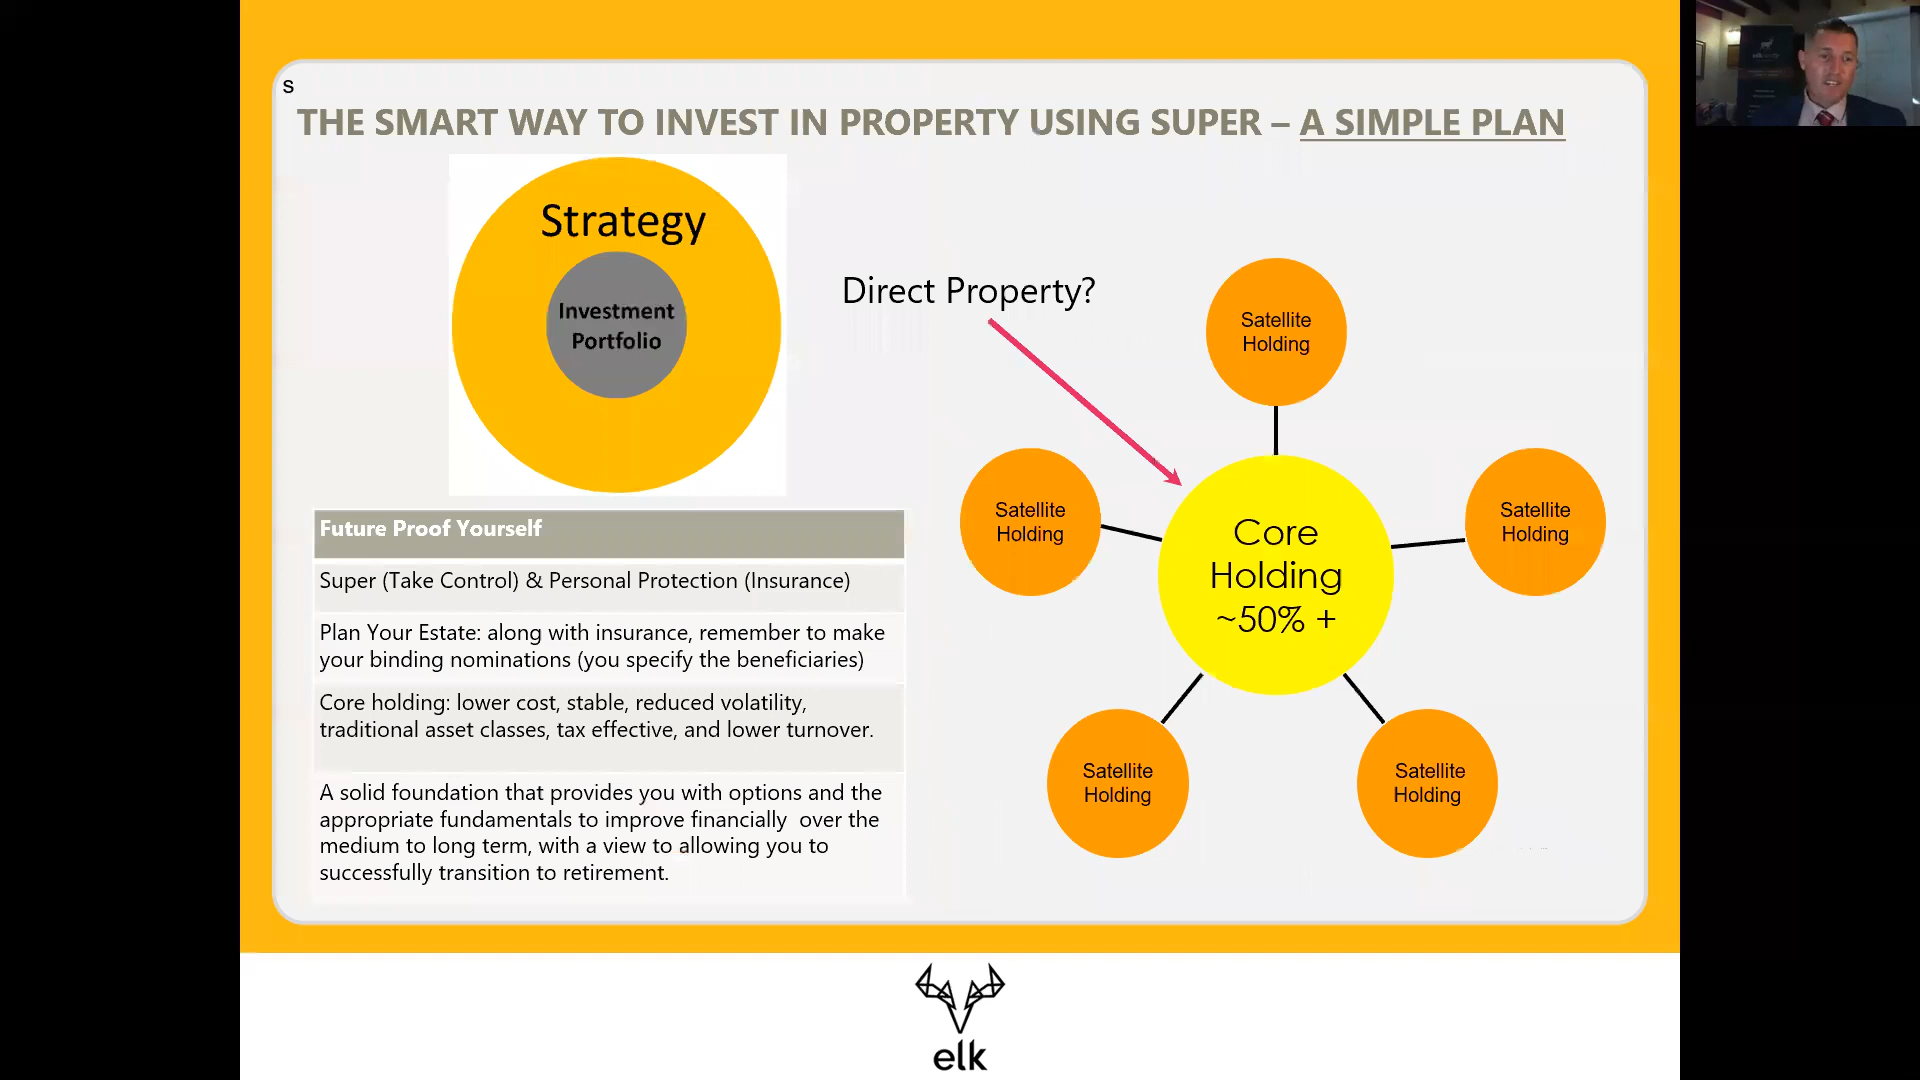 s
THE SMART WAY TO INVEST IN PROPERTY USING SUPER – A SIMPLE PLAN
Strategy
Investment
Portfolio
Direct Property?
Satellite
Holding
Satellite
Holding
Satellite
Holding
Core
Holding
~50% +
Satellite
Holding
Satellite
Holding
Future Proof Yourself
Super (Take Control) & Personal Protection (Insurance)
Plan Your Estate: along with insurance, remember to make
your binding nominations (you specify the beneficiaries)
Core holding: lower cost, stable, reduced volatility,
traditional asset classes, tax effective, and lower turnover.
A solid foundation that provides you with options and the
appropriate fundamentals to improve financially  over the
medium to long term, with a view to allowing you to
successfully transition to retirement.
elk